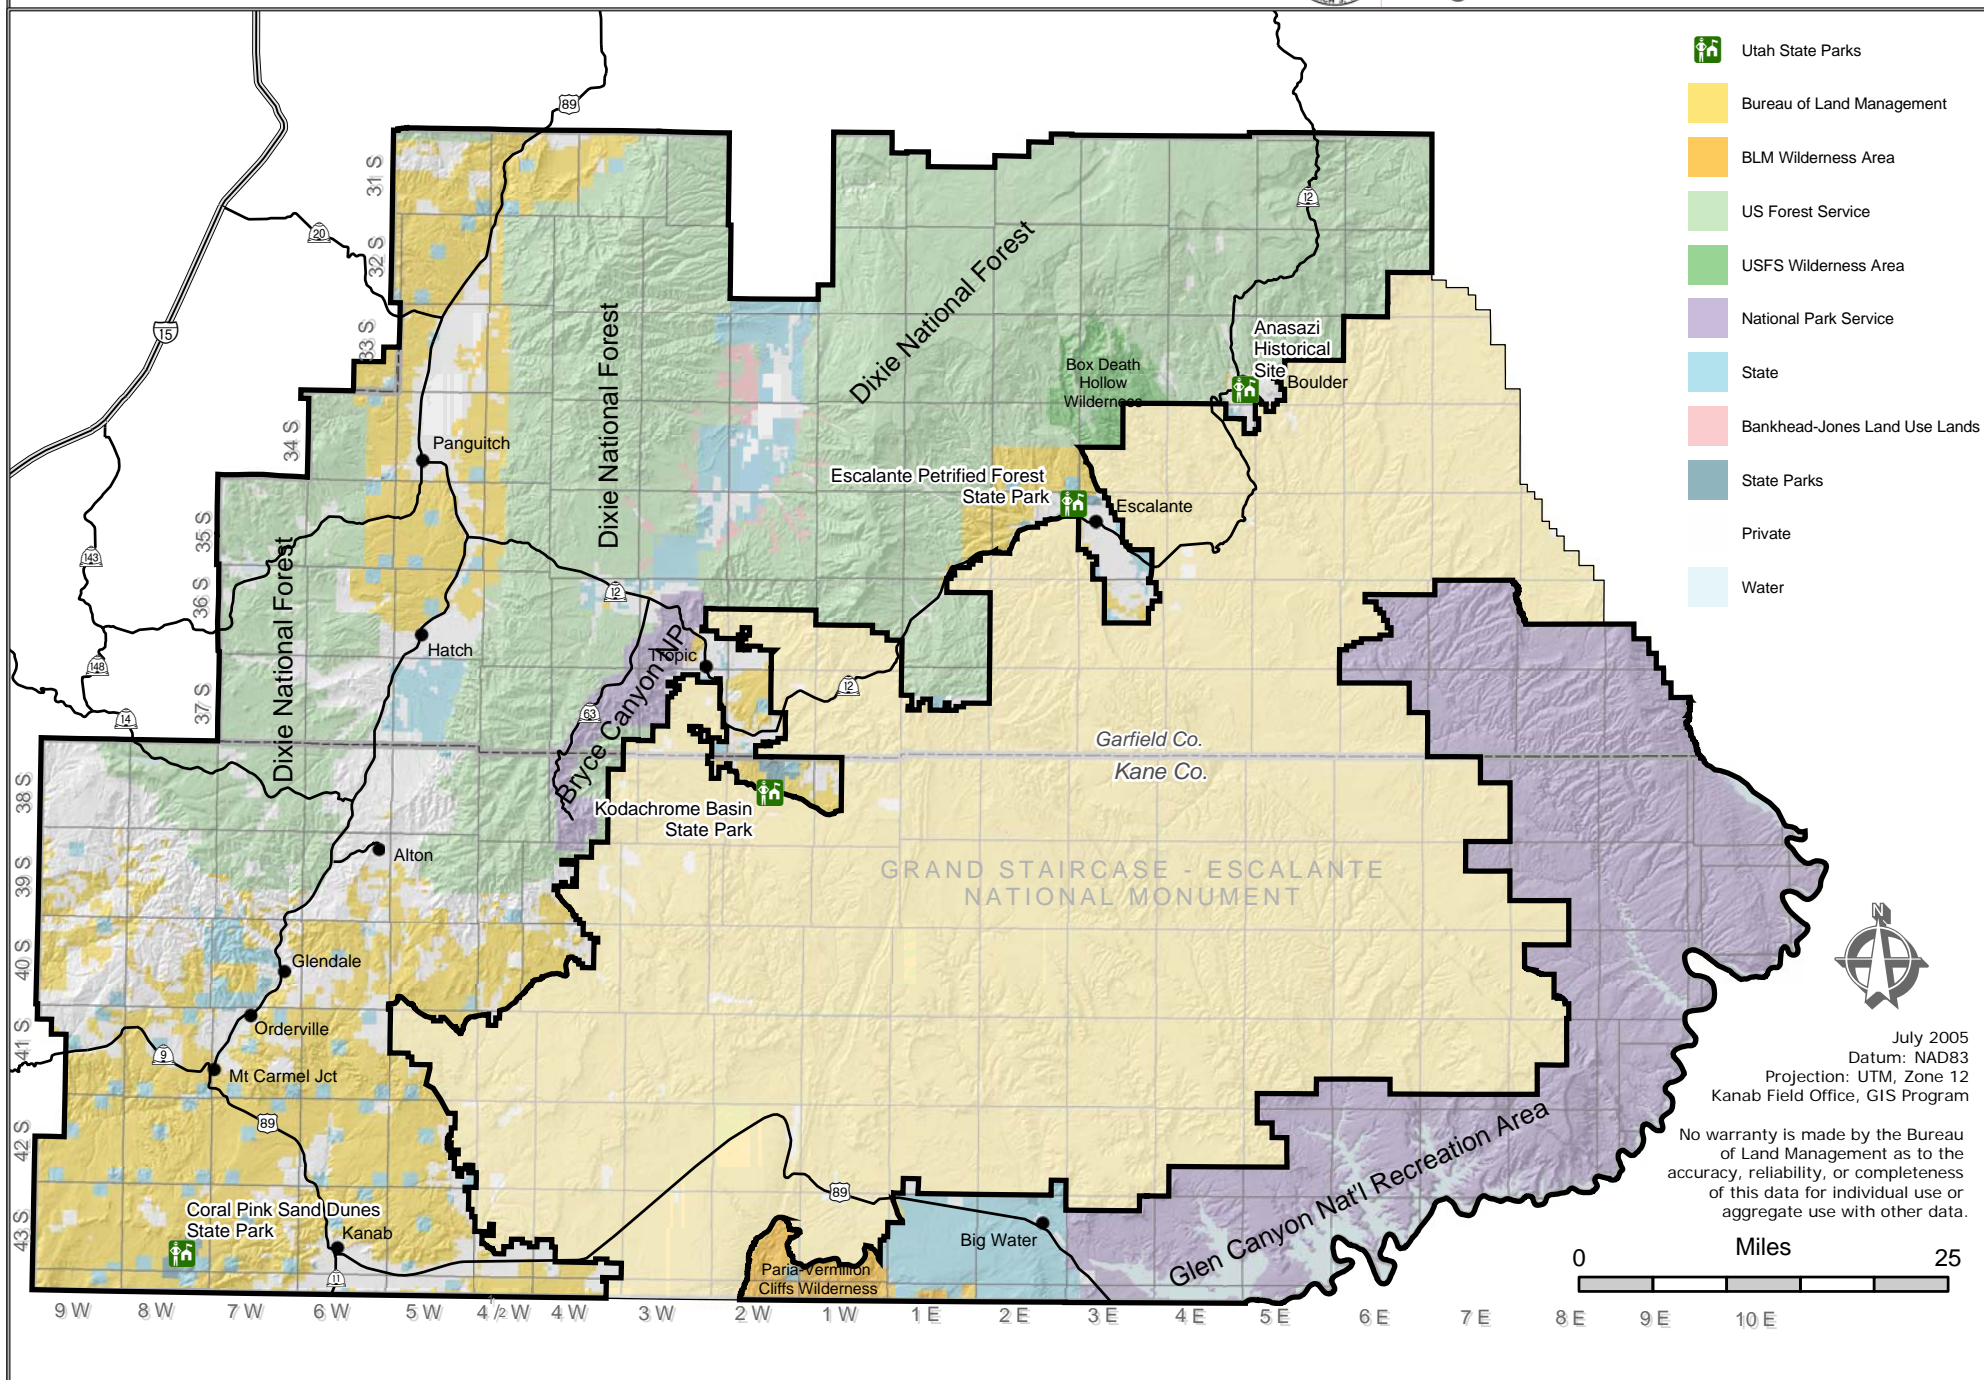 Utah State Parks
Bureau of Land Management
BLM Wilderness Area
US Forest Service
USFS Wilderness Area
National Park Service
State
Bankhead-Jones Land Use Lands
State Parks
Private
Water
89
31 S
32 S
33 S
34 S
35 S
36 S
37 S
38 S
39 S
40 S
41 S
42 S
43 S
20
15
12
143
148
14
Dixie National Forest
Dixie National Forest
Dixie National Forest
Box Death
Hollow
Wilderness
Anasazi
Historical
Site
Boulder
Panguitch
Escalante Petrified Forest
State Park
Escalante
12
Hatch
Tropic
Bryce Canyon NP
63
12
Garfield Co.
Kane Co.
Kodachrome Basin
State Park
Alton
GRAND STAIRCASE - ESCALANTE
NATIONAL MONUMENT
Glendale
Orderville
9
Mt Carmel Jct
89
Coral Pink Sand Dunes
State Park
Kanab
11
89
Big Water
Paria-Vermilion
Cliffs Wilderness
Glen Canyon Nat'l Recreation Area
N
July 2005
Datum: NAD83
Projection: UTM, Zone 12
Kanab Field Office, GIS Program
No warranty is made by the Bureau
of Land Management as to the
accuracy, reliability, or completeness
of this data for individual use or
aggregate use with other data.
0 Miles 25
9 W 8 W 7 W 6 W 5 W 4 1/2 W 4 W 3 W 2 W 1 W 1 E 2 E 3 E 4 E 5 E 6 E 7 E 8 E 9 E 10 E